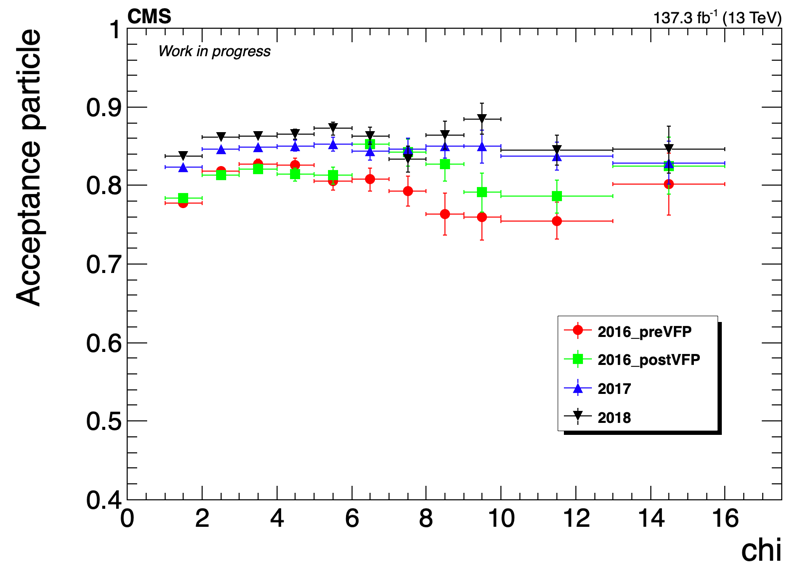 CMS
137.3 fb⁻¹ (13 TeV)
Work in progress
Acceptance particle
1
0.9
0.8
0.7
0.6
0.5
0.4
0 2 4 6 8 10 12 14 16
chi
2016_preVFP
2016_postVFP
2017
2018